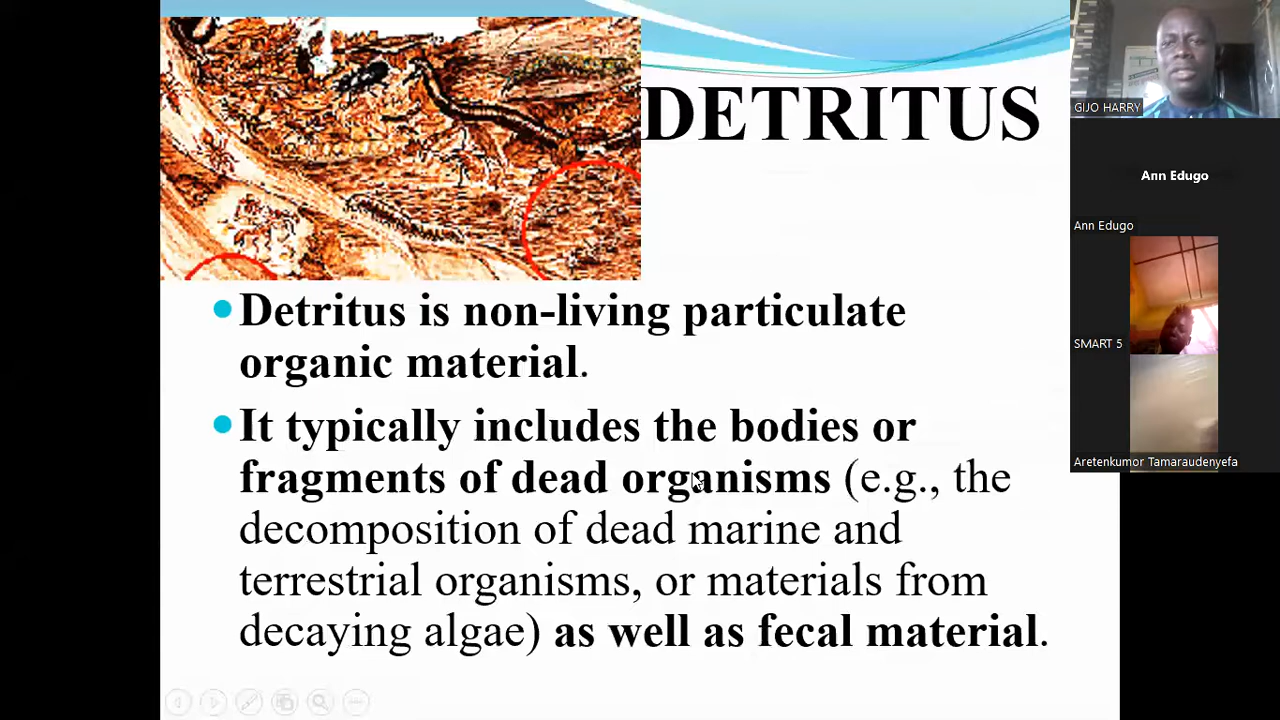 DETRITUS
Detritus is non-living particulate
organic material.
It typically includes the bodies or
fragments of dead organisms (e.g., the
decomposition of dead marine and
terrestrial organisms, or materials from
decaying algae) as well as fecal material.
GIJO HARRY
Ann Edugo
Ann Edugo
SMART 5
Aretenkumor Tamaraudenyefa